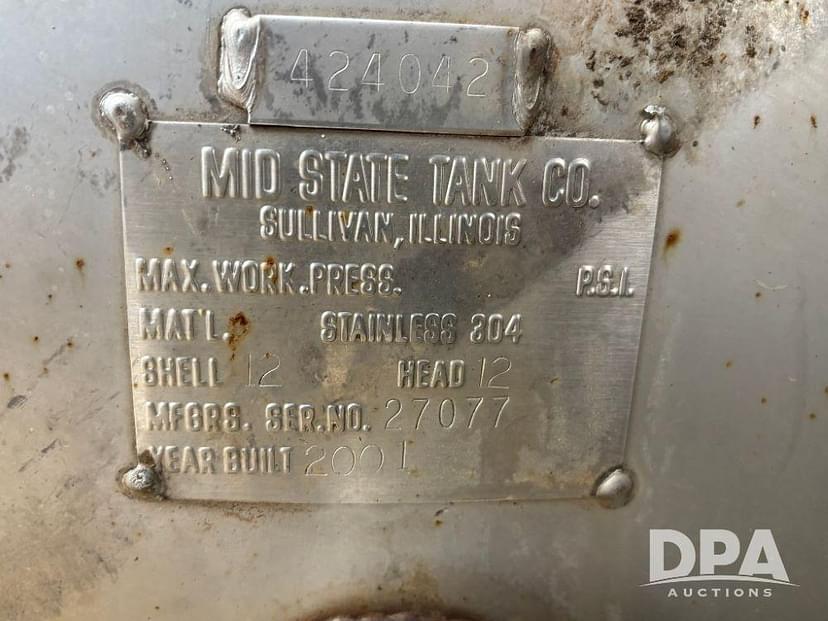 424042
MID STATE TANK CO.
SULLIVAN, ILLINOIS
MAX. WORK. PRESS. P.S.I.
MAT'L. STAINLESS 304
SHELL 12 HEAD 12
MFGRS. SER. NO. 27077
YEAR BUILT 2001
DPA
AUCTIONS